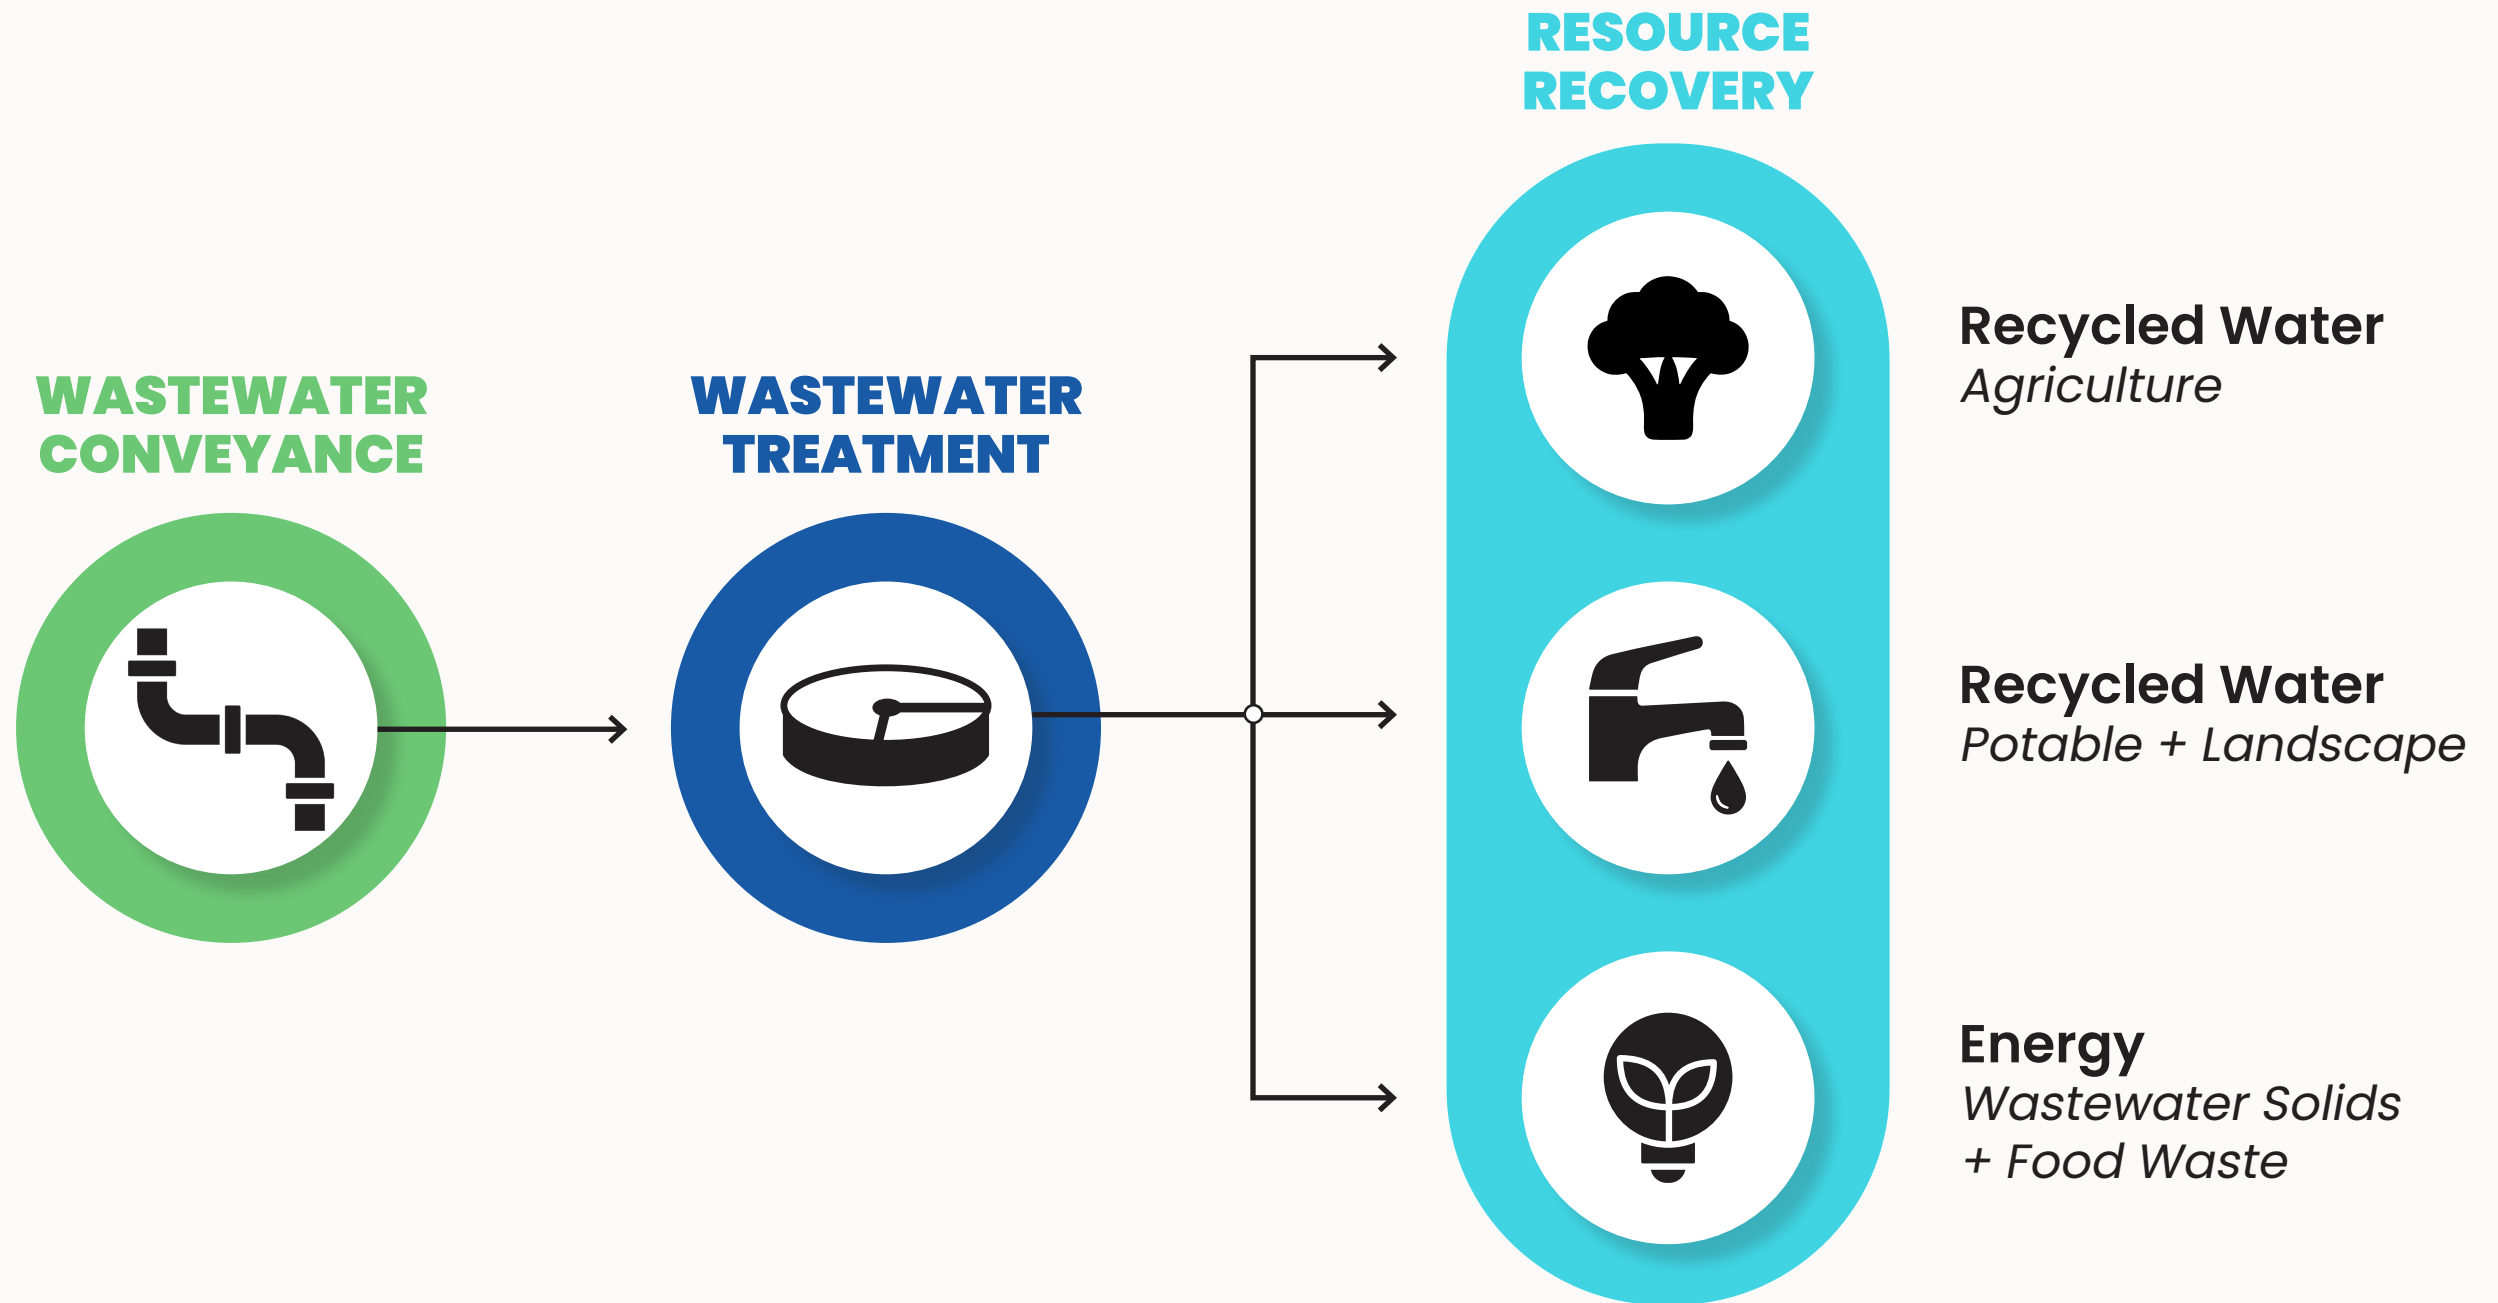 WASTEWATER
CONVEYANCE
WASTEWATER
TREATMENT
RESOURCE
RECOVERY
Recycled Water
Agriculture
Recycled Water
Potable + Landscape
Energy
Wastewater Solids
+ Food Waste